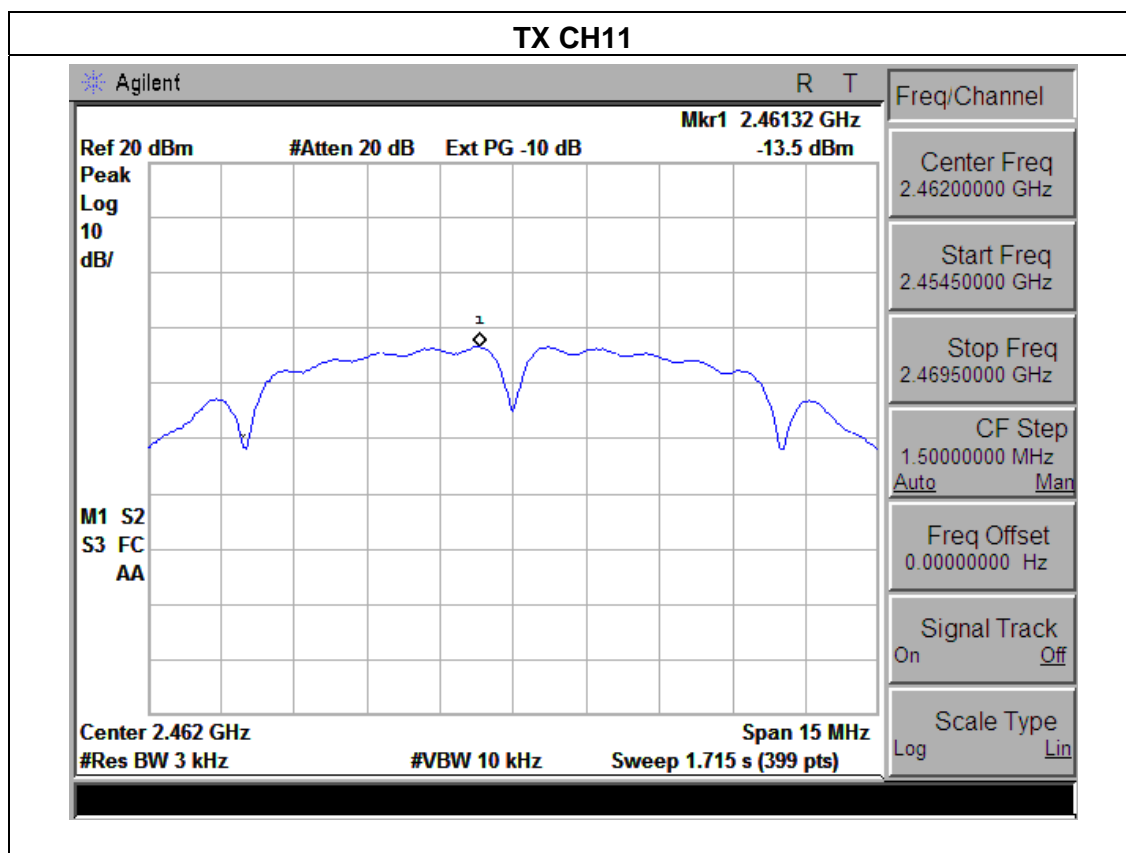 TX CH11
Agilent R T
Mkr1 2.46132 GHz
Ref 20 dBm #Atten 20 dB Ext PG -10 dB -13.5 dBm
Peak
Log
10
dB/
1
M1 S2
S3 FC
AA
Center 2.462 GHz Span 15 MHz
#Res BW 3 kHz #VBW 10 kHz Sweep 1.715 s (399 pts)
Freq/Channel
Center Freq
2.46200000 GHz
Start Freq
2.45450000 GHz
Stop Freq
2.46950000 GHz
CF Step
1.50000000 MHz
Auto Man
Freq Offset
0.00000000 Hz
Signal Track
On Off
Scale Type
Log Lin